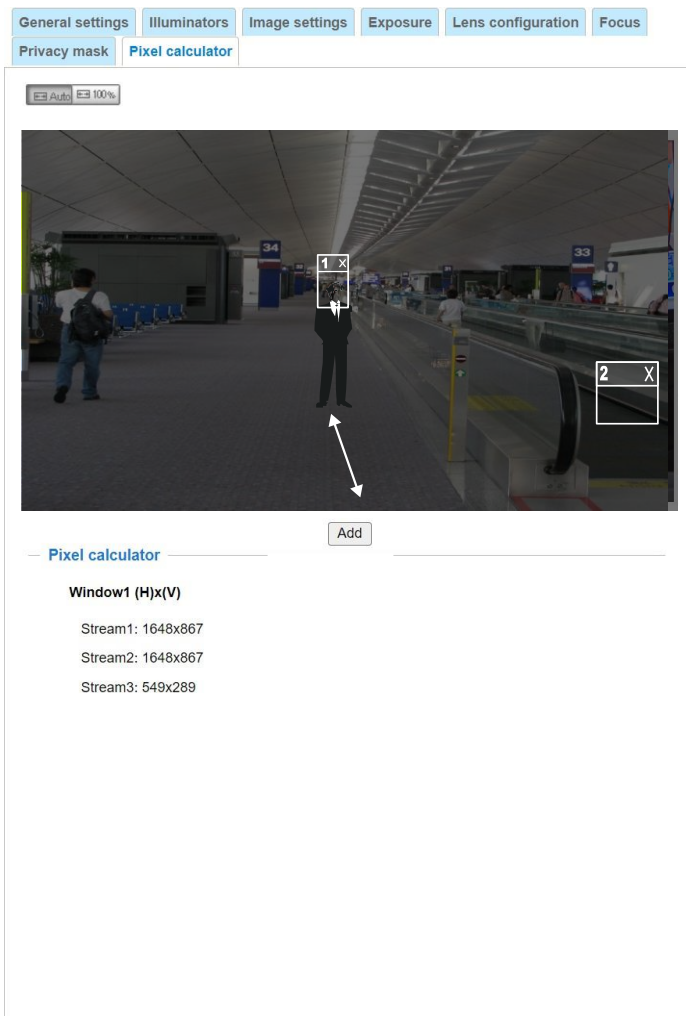 General settings Illuminators Image settings Exposure Lens configuration Focus
Privacy mask Pixel calculator
Auto 100%
34
33
1 X
2 X
Add
Pixel calculator
Window1 (H)x(V)
Stream1: 1648x867
Stream2: 1648x867
Stream3: 549x289